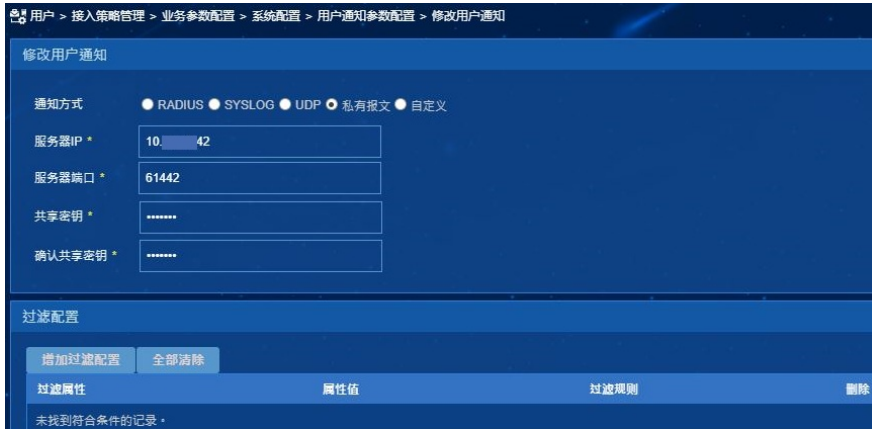 用户 > 接入策略管理 > 业务参数配置 > 系统配置 > 用户通知参数配置 > 修改用户通知
修改用户通知
通知方式 RADIUS SYSLOG UDP 私有报文 自定义
服务器IP * 10. 42
服务器端口 * 61442
共享密钥 * •••••••
确认共享密钥 * •••••••
过滤配置
增加过滤配置 全部清除
过滤属性 属性值 过滤规则 删除
未找到符合条件的记录。